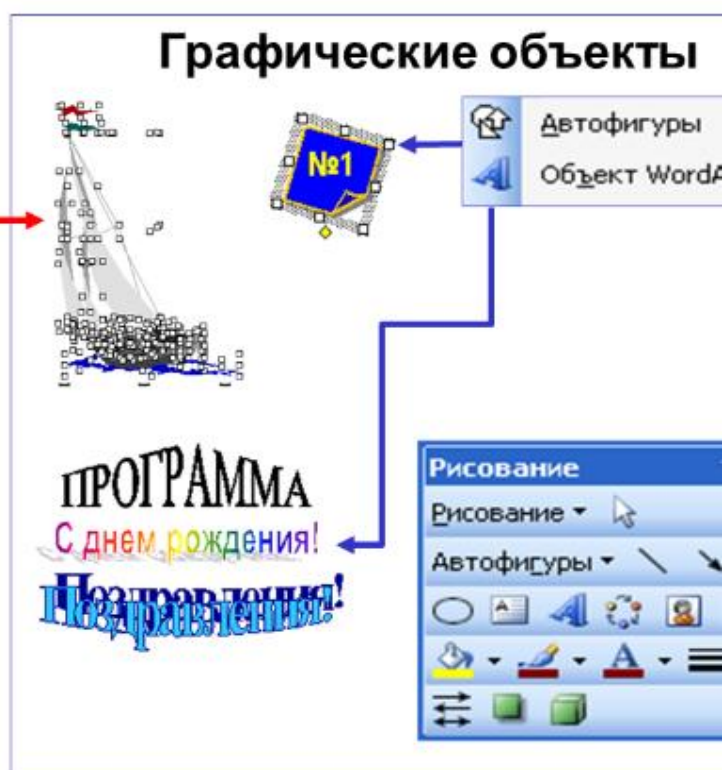 Графические объекты
№1
Автофигуры
Объект WordA
ПРОГРАММА
С днем рождения!
Поздравления!
Рисование
Рисование
Автофигуры